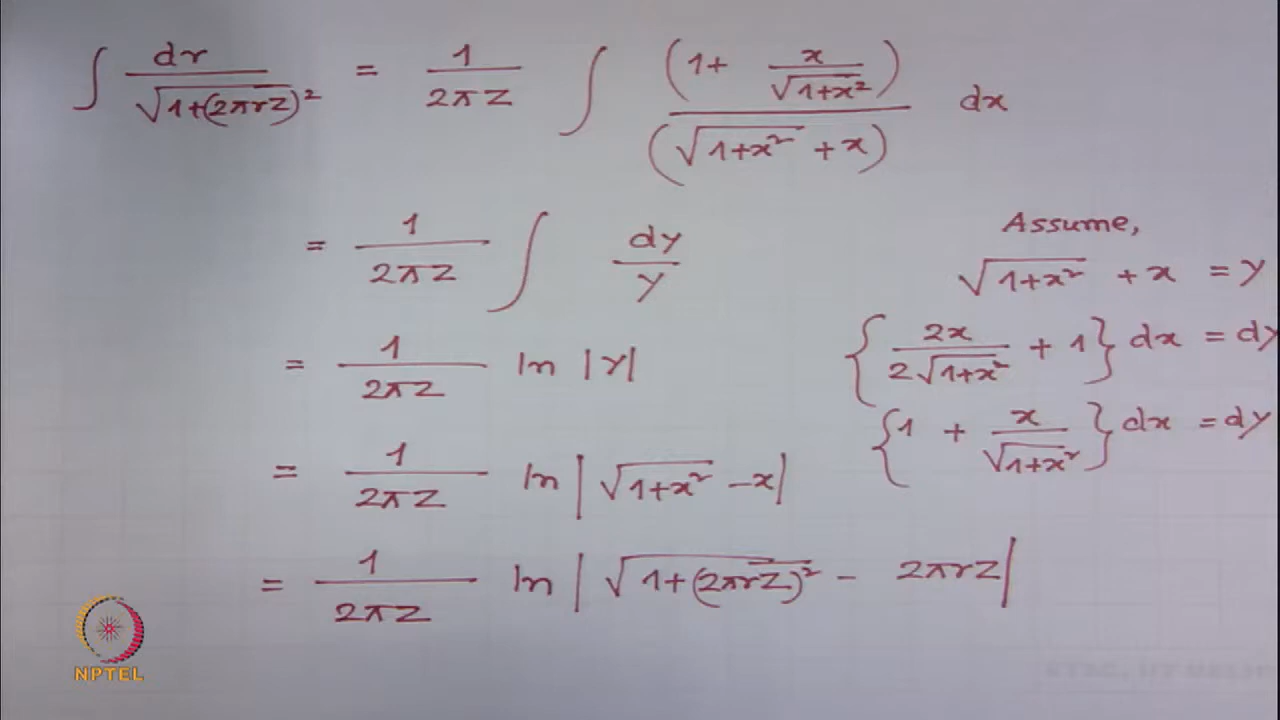 ∫ dr / √1+(2πrZ)² = 1 / 2πZ ∫ (1+ x / √1+x²) / (√1+x² + x) dx
= 1 / 2πZ ∫ dy / y
Assume,
√1+x² + x = y
= 1 / 2πZ ln |Y|
{ 2x / 2√1+x² + 1 } dx = dy
{ 1 + x / √1+x² } dx = dy
= 1 / 2πZ ln | √1+x² - x |
= 1 / 2πZ ln | √1+(2πrZ)² - 2πrZ |
NPTEL